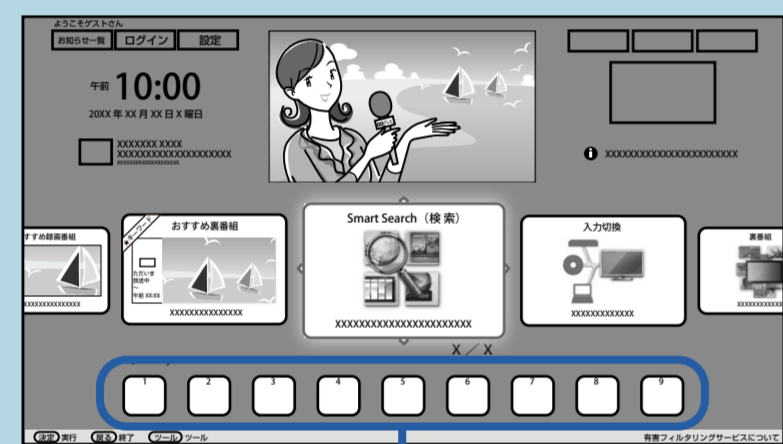 ようこそゲストさん
お知らせ一覧 ログイン 設定
午前 10:00
20XX 年 XX 月 XX 日 X 曜日
XXXXXXX XXXX
XXXXXXXXXXXXXXXXXXXX
XXXXXXXXXXXXXXXXXXXX
XXXXXXXXXXXXXXXXXXXXXXX
すすめ録画番組
XXXXXXXXXXXXXXX
★キーワード
おすすめ裏番組
ただいま
放送中
～
午前 XX:XX
XXXXXXXXXXXXXXX
Smart Search（検索）
XXXXXXXXXXXXXXXXXXXXXXX
入力切換
XXXXXXXXXXXXX
裏番組
XXXXXXXXXXX
X ／ X
1 2 3 4 5 6 7 8 9
決定 実行 戻る 終了 ツール ツール
有害フィルタリングサービスについて